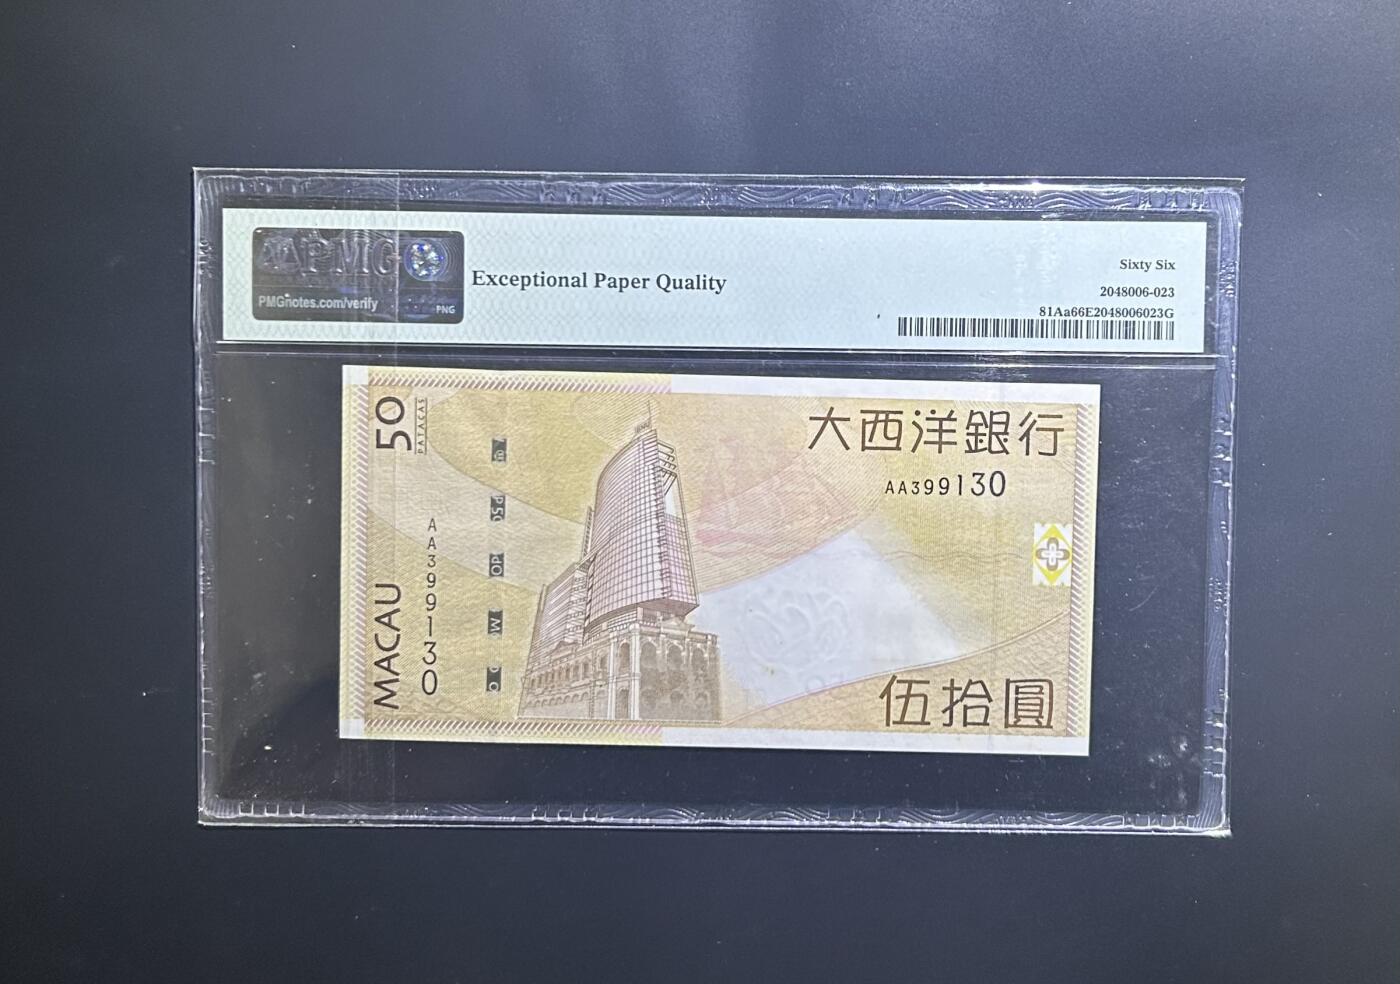 PMG
PMGnotes.com/verify
PNG
Exceptional Paper Quality
Sixty Six
2048006-023
81Aa66E2048006023G
50
PATACAS
大西洋銀行
AA399130
AA399130
MACAU
伍拾圓